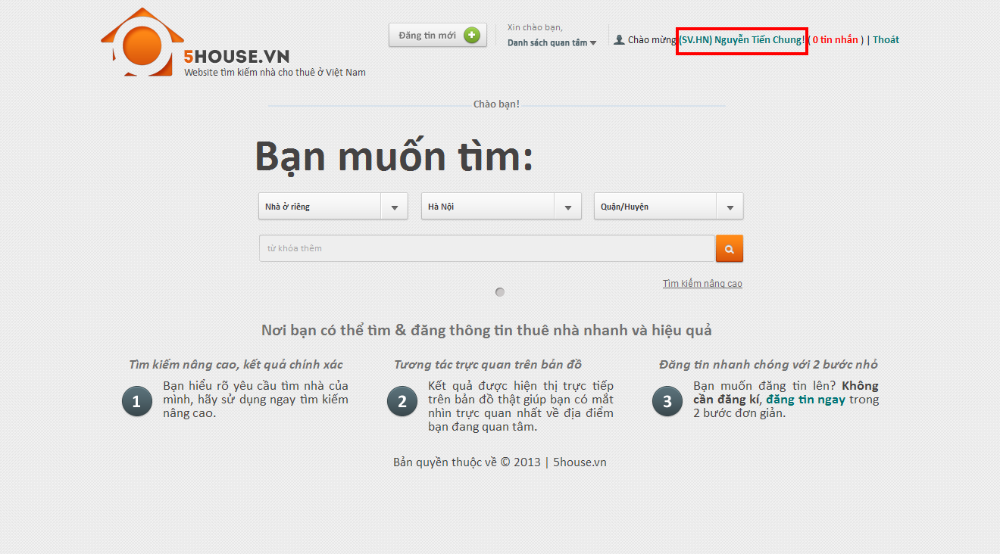 5HOUSE.VN
Website tìm kiếm nhà cho thuê ở Việt Nam
Đăng tin mới
Xin chào bạn,
Danh sách quan tâm
Chào mừng (SV.HN) Nguyễn Tiến Chung! ( 0 tin nhắn ) | Thoát
Chào bạn!
Bạn muốn tìm:
Nhà ở riêng
Hà Nội
Quận/Huyện
từ khóa thêm
Tìm kiếm nâng cao
Nơi bạn có thể tìm & đăng thông tin thuê nhà nhanh và hiệu quả
Tìm kiếm nâng cao, kết quả chính xác
1
Bạn hiểu rõ yêu cầu tìm nhà của
mình, hãy sử dụng ngay tìm kiếm
nâng cao.
Tương tác trực quan trên bản đồ
2
Kết quả được hiện thị trực tiếp
trên bản đồ thật giúp bạn có mắt
nhìn trực quan nhất về địa điểm
bạn đang quan tâm.
Đăng tin nhanh chóng với 2 bước nhỏ
3
Bạn muốn đăng tin lên? Không
cần đăng kí, đăng tin ngay trong
2 bước đơn giản.
Bản quyền thuộc về © 2013 | 5house.vn